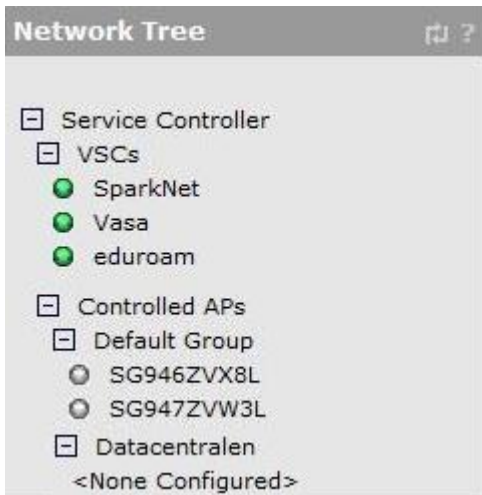 Network Tree ?
Service Controller
VSCs
SparkNet
Vasa
eduroam
Controlled APs
Default Group
SG946ZVX8L
SG947ZVW3L
Datacentralen
<None Configured>